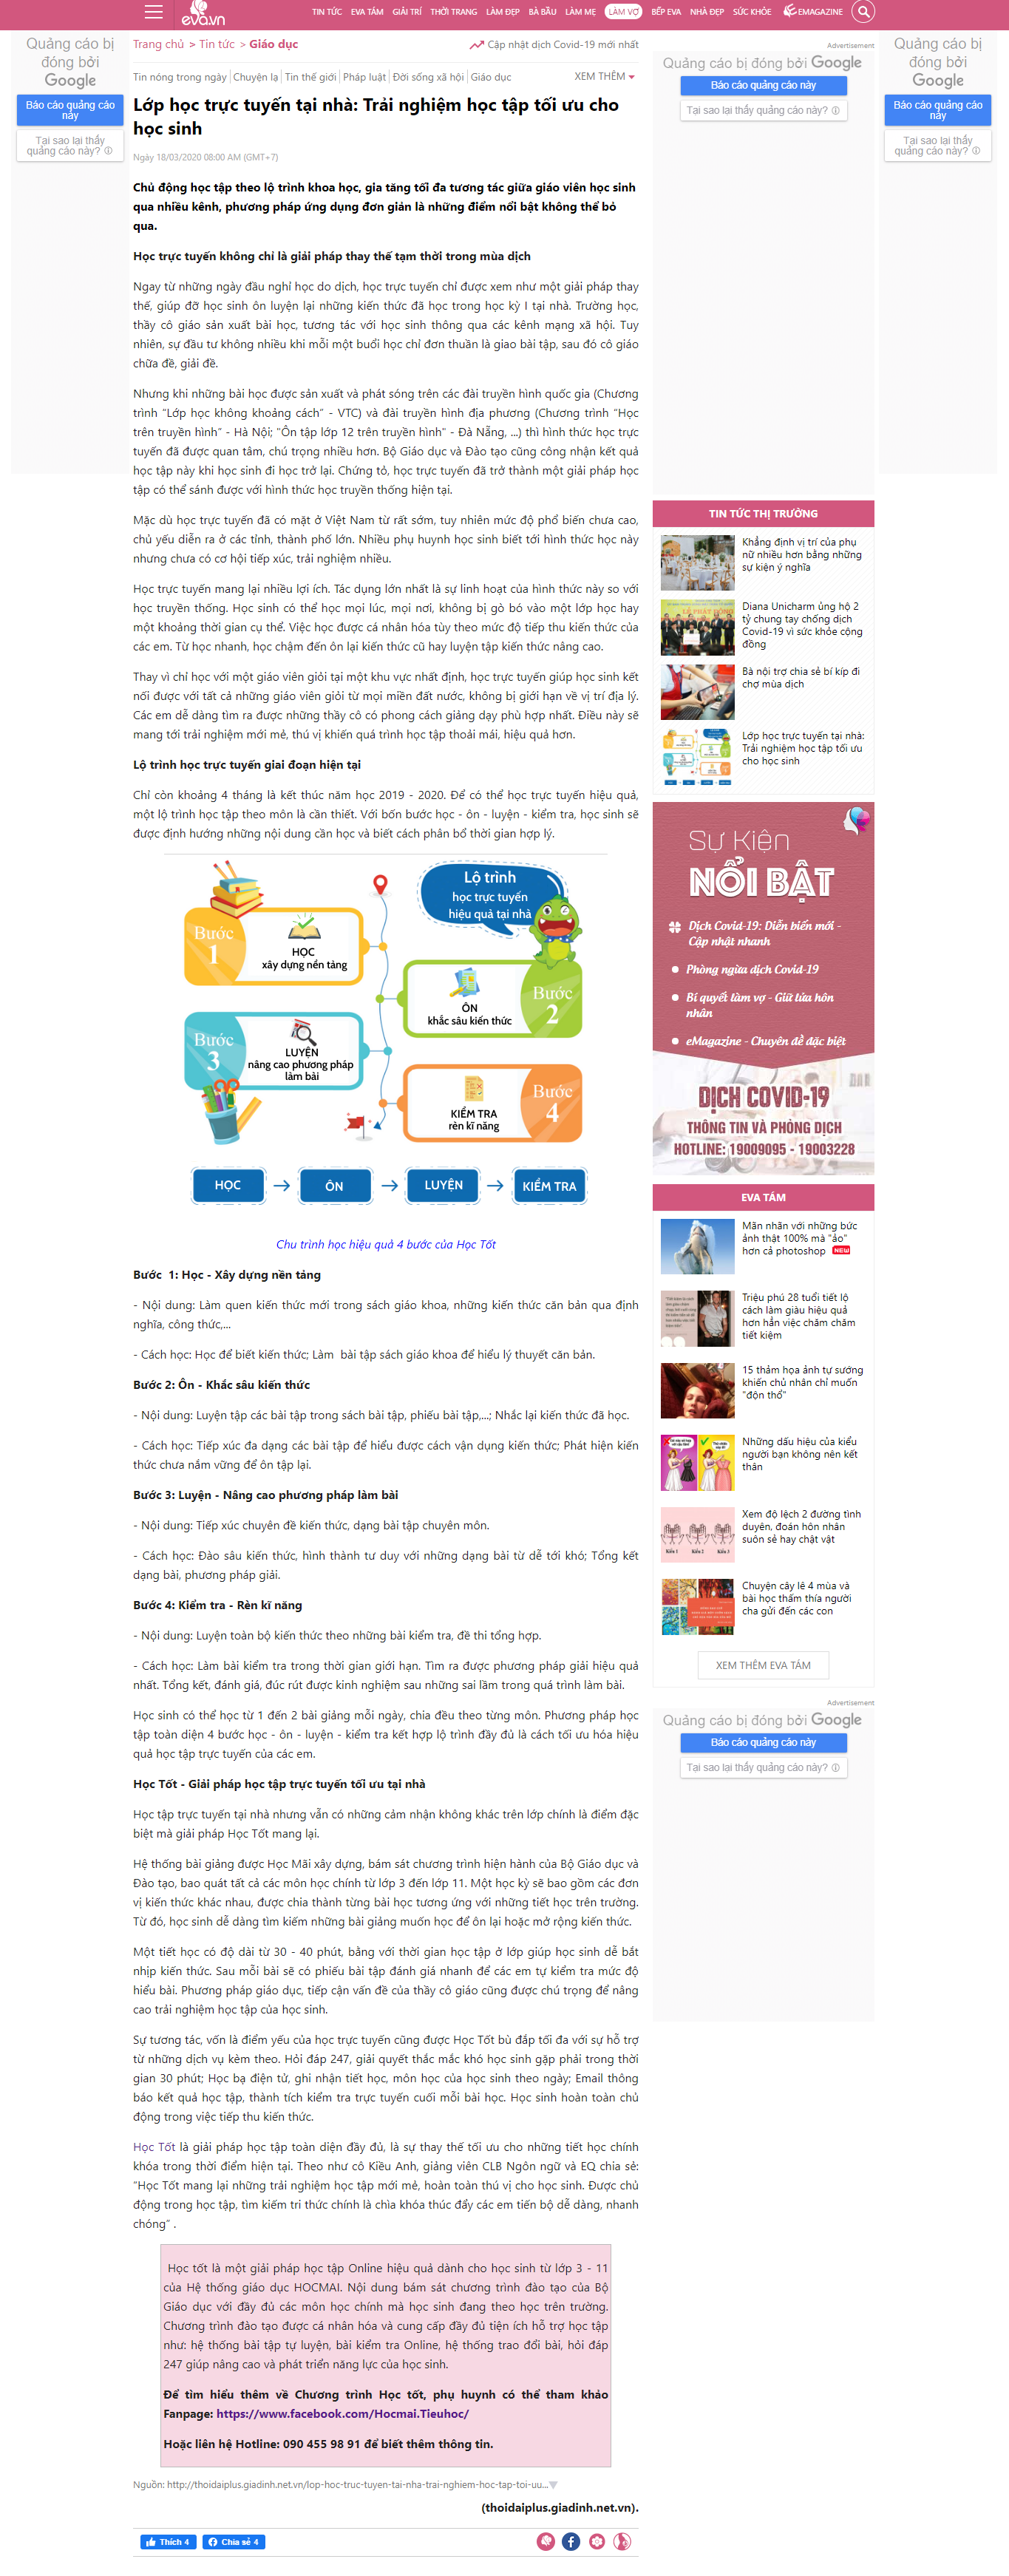 eva.vn
TIN TỨC EVA TÁM GIẢI TRÍ THỜI TRANG LÀM ĐẸP BÀ BẦU LÀM MẸ LÀM VỢ BẾP EVA NHÀ ĐẸP SỨC KHỎE EMAGAZINE
Quảng cáo bị
đóng bởi
Google
Báo cáo quảng cáo
này
Tại sao lại thấy
quảng cáo này?
Trang chủ > Tin tức > Giáo dục
Cập nhật dịch Covid-19 mới nhất
Tin nóng trong ngày Chuyện lạ Tin thế giới Pháp luật Đời sống xã hội Giáo dục
XEM THÊM
Lớp học trực tuyến tại nhà: Trải nghiệm học tập tối ưu cho
học sinh
Ngày 18/03/2020 08:00 AM (GMT+7)
Chủ động học tập theo lộ trình khoa học, gia tăng tối đa tương tác giữa giáo viên học sinh
qua nhiều kênh, phương pháp ứng dụng đơn giản là những điểm nổi bật không thể bỏ
qua.
Học trực tuyến không chỉ là giải pháp thay thế tạm thời trong mùa dịch
Ngay từ những ngày đầu nghỉ học do dịch, học trực tuyến chỉ được xem như một giải pháp thay
thế, giúp đỡ học sinh ôn luyện lại những kiến thức đã học trong học kỳ I tại nhà. Trường học,
thầy cô giáo sản xuất bài học, tương tác với học sinh thông qua các kênh mạng xã hội. Tuy
nhiên, sự đầu tư không nhiều khi mỗi một buổi học chỉ đơn thuần là giao bài tập, sau đó cô giáo
chữa đề, giải đề.
Nhưng khi những bài học được sản xuất và phát sóng trên các đài truyền hình quốc gia (Chương
trình “Lớp học không khoảng cách” - VTC) và đài truyền hình địa phương (Chương trình “Học
trên truyền hình” - Hà Nội; "Ôn tập lớp 12 trên truyền hình" - Đà Nẵng, ...) thì hình thức học trực
tuyến đã được quan tâm, chú trọng nhiều hơn. Bộ Giáo dục và Đào tạo cũng công nhận kết quả
học tập này khi học sinh đi học trở lại. Chứng tỏ, học trực tuyến đã trở thành một giải pháp học
tập có thể sánh được với hình thức học truyền thống hiện tại.
Mặc dù học trực tuyến đã có mặt ở Việt Nam từ rất sớm, tuy nhiên mức độ phổ biến chưa cao,
chủ yếu diễn ra ở các tỉnh, thành phố lớn. Nhiều phụ huynh học sinh biết tới hình thức học này
nhưng chưa có cơ hội tiếp xúc, trải nghiệm nhiều.
Học trực tuyến mang lại nhiều lợi ích. Tác dụng lớn nhất là sự linh hoạt của hình thức này so với
học truyền thống. Học sinh có thể học mọi lúc, mọi nơi, không bị gò bó vào một lớp học hay
một khoảng thời gian cụ thể. Việc học được cá nhân hóa tùy theo mức độ tiếp thu kiến thức của
các em. Từ học nhanh, học chậm đến ôn lại kiến thức cũ hay luyện tập kiến thức nâng cao.
Thay vì chỉ học với một giáo viên giỏi tại một khu vực nhất định, học trực tuyến giúp học sinh kết
nối được với tất cả những giáo viên giỏi từ mọi miền đất nước, không bị giới hạn về vị trí địa lý.
Các em dễ dàng tìm ra được những thầy cô có phong cách giảng dạy phù hợp nhất. Điều này sẽ
mang tới trải nghiệm mới mẻ, thú vị khiến quá trình học tập thoải mái, hiệu quả hơn.
Lộ trình học trực tuyến giai đoạn hiện tại
Chỉ còn khoảng 4 tháng là kết thúc năm học 2019 - 2020. Để có thể học trực tuyến hiệu quả,
một lộ trình học tập theo môn là cần thiết. Với bốn bước học - ôn - luyện - kiểm tra, học sinh sẽ
được định hướng những nội dung cần học và biết cách phân bổ thời gian hợp lý.
Lộ trình
học trực tuyến
hiệu quả tại nhà
Bước
1
HỌC
xây dựng nền tảng
Bước
2
ÔN
khắc sâu kiến thức
Bước
3
LUYỆN
nâng cao phương pháp
làm bài
Bước
4
KIỂM TRA
rèn kĩ năng
HỌC ÔN LUYỆN KIỂM TRA
Chu trình học hiệu quả 4 bước của Học Tốt
Bước 1: Học - Xây dựng nền tảng
- Nội dung: Làm quen kiến thức mới trong sách giáo khoa, những kiến thức căn bản qua định
nghĩa, công thức,...
- Cách học: Học để biết kiến thức; Làm bài tập sách giáo khoa để hiểu lý thuyết căn bản.
Bước 2: Ôn - Khắc sâu kiến thức
- Nội dung: Luyện tập các bài tập trong sách bài tập, phiếu bài tập,...; Nhắc lại kiến thức đã học.
- Cách học: Tiếp xúc đa dạng các bài tập để hiểu được cách vận dụng kiến thức; Phát hiện kiến
thức chưa nắm vững để ôn tập lại.
Bước 3: Luyện - Nâng cao phương pháp làm bài
- Nội dung: Tiếp xúc chuyên đề kiến thức, dạng bài tập chuyên môn.
- Cách học: Đào sâu kiến thức, hình thành tư duy với những dạng bài từ dễ tới khó; Tổng kết
dạng bài, phương pháp giải.
Bước 4: Kiểm tra - Rèn kĩ năng
- Nội dung: Luyện toàn bộ kiến thức theo những bài kiểm tra, đề thi tổng hợp.
- Cách học: Làm bài kiểm tra trong thời gian giới hạn. Tìm ra được phương pháp giải hiệu quả
nhất. Tổng kết, đánh giá, đúc rút được kinh nghiệm sau những sai lầm trong quá trình làm bài.
Học sinh có thể học từ 1 đến 2 bài giảng mỗi ngày, chia đều theo từng môn. Phương pháp học
tập toàn diện 4 bước học - ôn - luyện - kiểm tra kết hợp lộ trình đầy đủ là cách tối ưu hóa hiệu
quả học tập trực tuyến của các em.
Học Tốt - Giải pháp học tập trực tuyến tối ưu tại nhà
Học tập trực tuyến tại nhà nhưng vẫn có những cảm nhận không khác trên lớp chính là điểm đặc
biệt mà giải pháp Học Tốt mang lại.
Hệ thống bài giảng được Học Mãi xây dựng, bám sát chương trình hiện hành của Bộ Giáo dục và
Đào tạo, bao quát tất cả các môn học chính từ lớp 3 đến lớp 11. Một học kỳ sẽ bao gồm các đơn
vị kiến thức khác nhau, được chia thành từng bài học tương ứng với những tiết học trên trường.
Từ đó, học sinh dễ dàng tìm kiếm những bài giảng muốn học để ôn lại hoặc mở rộng kiến thức.
Một tiết học có độ dài từ 30 - 40 phút, bằng với thời gian học tập ở lớp giúp học sinh dễ bắt
nhịp kiến thức. Sau mỗi bài sẽ có phiếu bài tập đánh giá nhanh để các em tự kiểm tra mức độ
hiểu bài. Phương pháp giáo dục, tiếp cận vấn đề của thầy cô giáo cũng được chú trọng để nâng
cao trải nghiệm học tập của học sinh.
Sự tương tác, vốn là điểm yếu của học trực tuyến cũng được Học Tốt bù đắp tối đa với sự hỗ trợ
từ những dịch vụ kèm theo. Hỏi đáp 247, giải quyết thắc mắc khó học sinh gặp phải trong thời
gian 30 phút; Học bạ điện tử, ghi nhận tiết học, môn học của học sinh theo ngày; Email thông
báo kết quả học tập, thành tích kiểm tra trực tuyến cuối mỗi bài học. Học sinh hoàn toàn chủ
động trong việc tiếp thu kiến thức.
Học Tốt là giải pháp học tập toàn diện đầy đủ, là sự thay thế tối ưu cho những tiết học chính
khóa trong thời điểm hiện tại. Theo như cô Kiều Anh, giảng viên CLB Ngôn ngữ và EQ chia sẻ:
“Học Tốt mang lại những trải nghiệm học tập mới mẻ, hoàn toàn thú vị cho học sinh. Được chủ
động trong học tập, tìm kiếm tri thức chính là chìa khóa thúc đẩy các em tiến bộ dễ dàng, nhanh
chóng” .
Học tốt là một giải pháp học tập Online hiệu quả dành cho học sinh từ lớp 3 - 11
của Hệ thống giáo dục HOCMAI. Nội dung bám sát chương trình đào tạo của Bộ
Giáo dục với đầy đủ các môn học chính mà học sinh đang theo học trên trường.
Chương trình đào tạo được cá nhân hóa và cung cấp đầy đủ tiện ích hỗ trợ học tập
như: hệ thống bài tập tự luyện, bài kiểm tra Online, hệ thống trao đổi bài, hỏi đáp
247 giúp nâng cao và phát triển năng lực của học sinh.
Để tìm hiểu thêm về Chương trình Học tốt, phụ huynh có thể tham khảo
Fanpage: https://www.facebook.com/Hocmai.Tieuhoc/
Hoặc liên hệ Hotline: 090 455 98 91 để biết thêm thông tin.
Nguồn: http://thoidaiplus.giadinh.net.vn/lop-hoc-truc-tuyen-tai-nha-trai-nghiem-hoc-tap-toi-uu...
(thoidaiplus.giadinh.net.vn).
Thích 4 Chia sẻ 4
Advertisement
Quảng cáo bị đóng bởi Google
Báo cáo quảng cáo này
Tại sao lại thấy quảng cáo này?
TIN TỨC THỊ TRƯỜNG
Khẳng định vị trí của phụ
nữ nhiều hơn bằng những
sự kiện ý nghĩa
Diana Unicharm ủng hộ 2
tỷ chung tay chống dịch
Covid-19 vì sức khỏe cộng
đồng
Bà nội trợ chia sẻ bí kíp đi
chợ mùa dịch
Lớp học trực tuyến tại nhà:
Trải nghiệm học tập tối ưu
cho học sinh
Sự Kiện
NỔI BẬT
Dịch Covid-19: Diễn biến mới -
Cập nhật nhanh
Phòng ngừa dịch Covid-19
Bí quyết làm vợ - Giữ lửa hôn
nhân
eMagazine - Chuyên đề đặc biệt
DỊCH COVID-19
THÔNG TIN VÀ PHÒNG DỊCH
HOTLINE: 19009095 - 19003228
EVA TÁM
Mãn nhãn với những bức
ảnh thật 100% mà "ảo"
hơn cả photoshop NEW
Triệu phú 28 tuổi tiết lộ
cách làm giàu hiệu quả
hơn hẳn việc chăm chăm
tiết kiệm
15 thảm họa ảnh tự sướng
khiến chủ nhân chỉ muốn
"độn thổ"
Những dấu hiệu của kiểu
người bạn không nên kết
thân
Xem độ lệch 2 đường tình
duyên, đoán hôn nhân
suôn sẻ hay chật vật
Kiểu 1 Kiểu 2 Kiểu 3
Chuyện cây lê 4 mùa và
bài học thấm thía người
cha gửi đến các con
XEM THÊM EVA TÁM
Advertisement
Quảng cáo bị đóng bởi Google
Báo cáo quảng cáo này
Tại sao lại thấy quảng cáo này?
Quảng cáo bị
đóng bởi
Google
Báo cáo quảng cáo
này
Tại sao lại thấy
quảng cáo này?